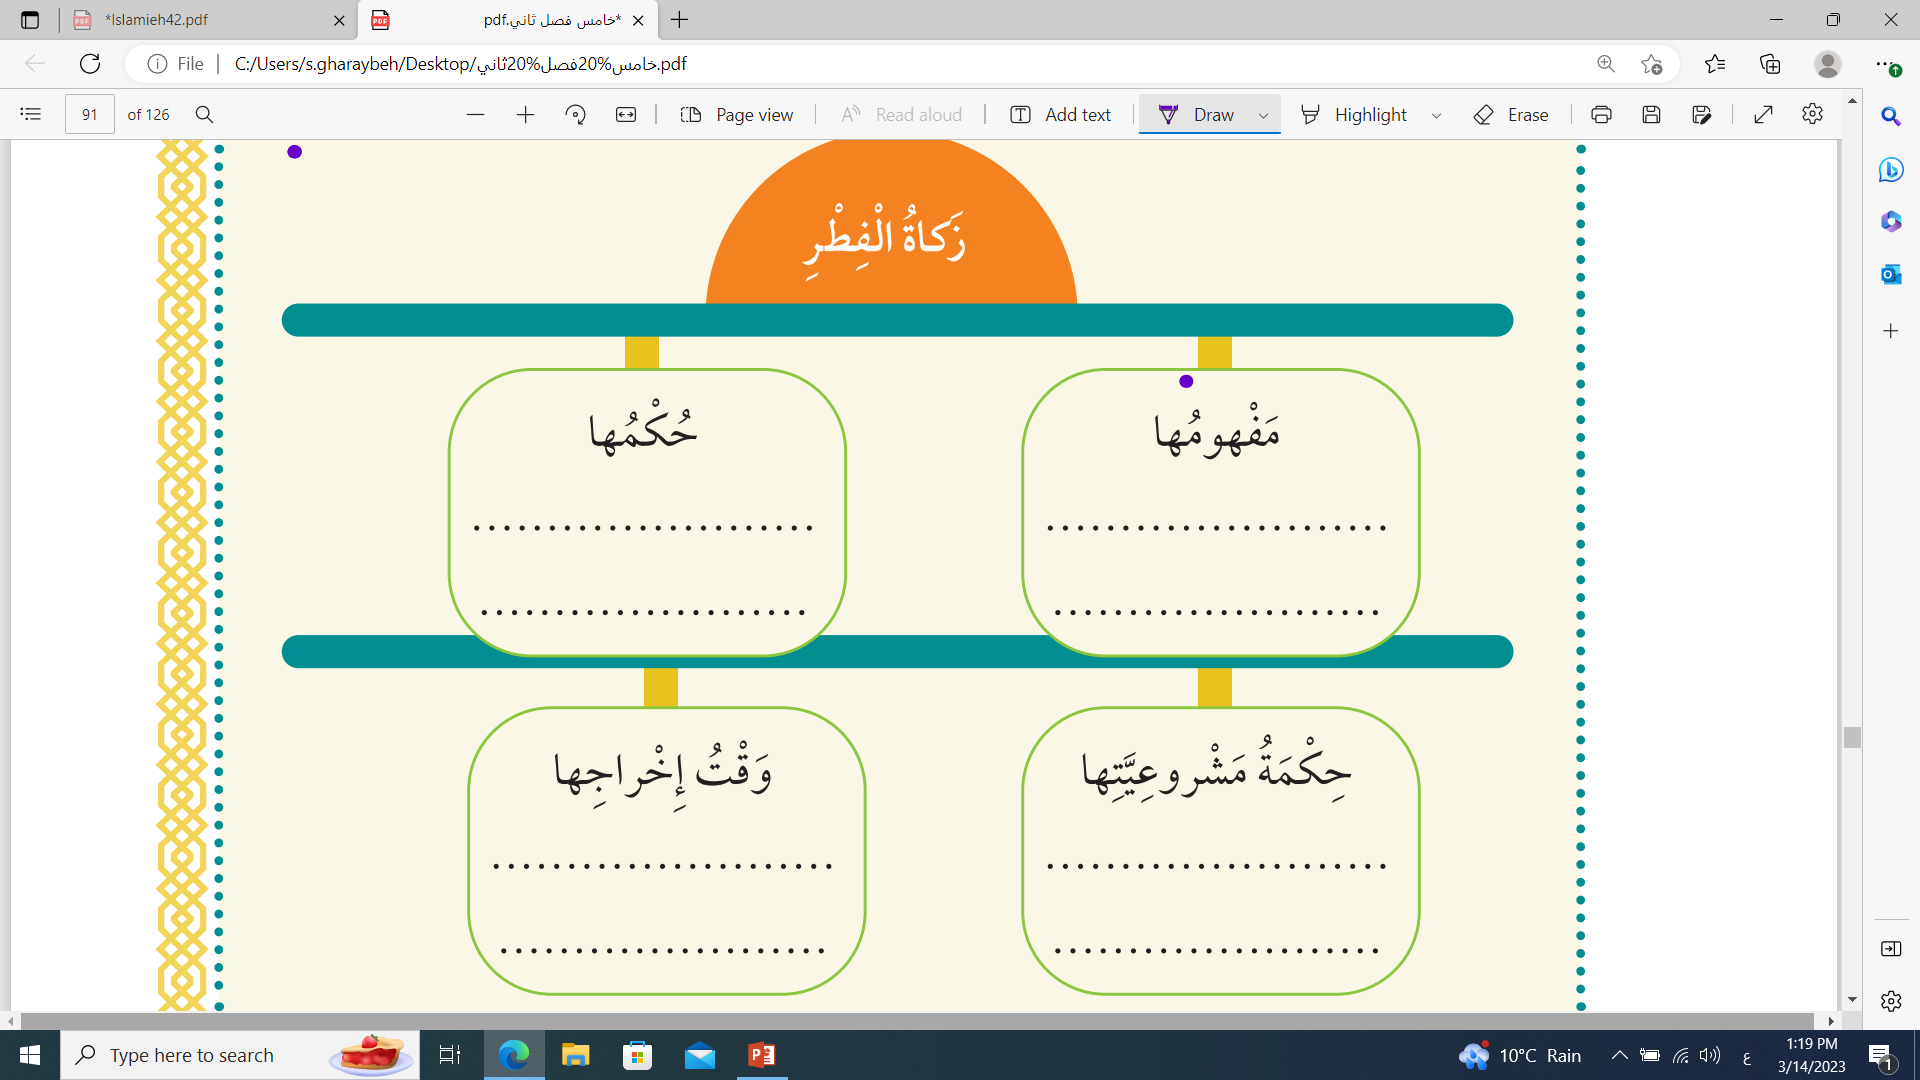 *Islamieh42.pdf
*خامس فصل ثاني.pdf
File
C:/Users/s.gharaybeh/Desktop/خامس%20فصل%20ثاني.pdf
91 of 126
Page view
Read aloud
Add text
Draw
Highlight
Erase
زَكاةُ الْفِطْرِ
مَفْهومُها
حُكْمُها
حِكْمَةُ مَشْروعِيَّتِها
وَقْتُ إِخْراجِها
Type here to search
10°C Rain
ع
1:19 PM
3/14/2023
1